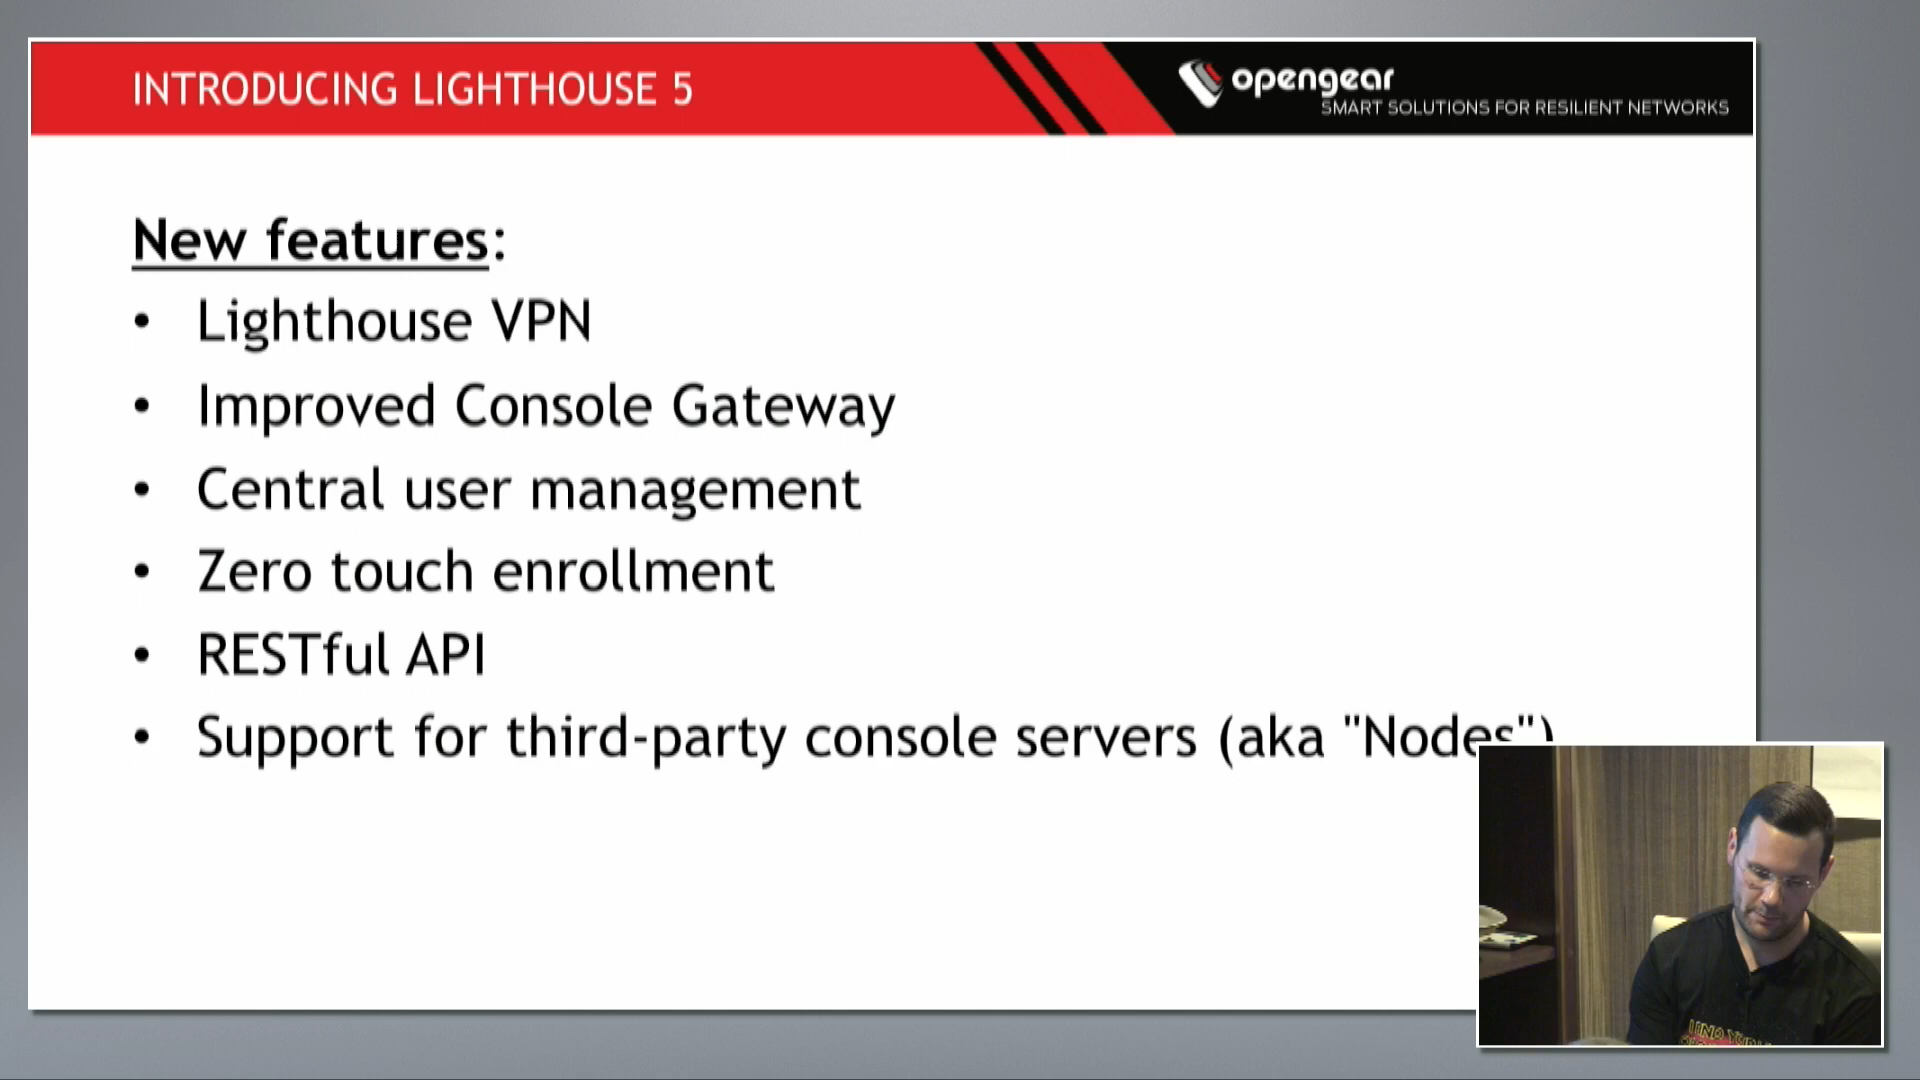 INTRODUCING LIGHTHOUSE 5
opengear
SMART SOLUTIONS FOR RESILIENT NETWORKS
New features:
• Lighthouse VPN
• Improved Console Gateway
• Central user management
• Zero touch enrollment
• RESTful API
• Support for third-party console servers (aka "Nodes")